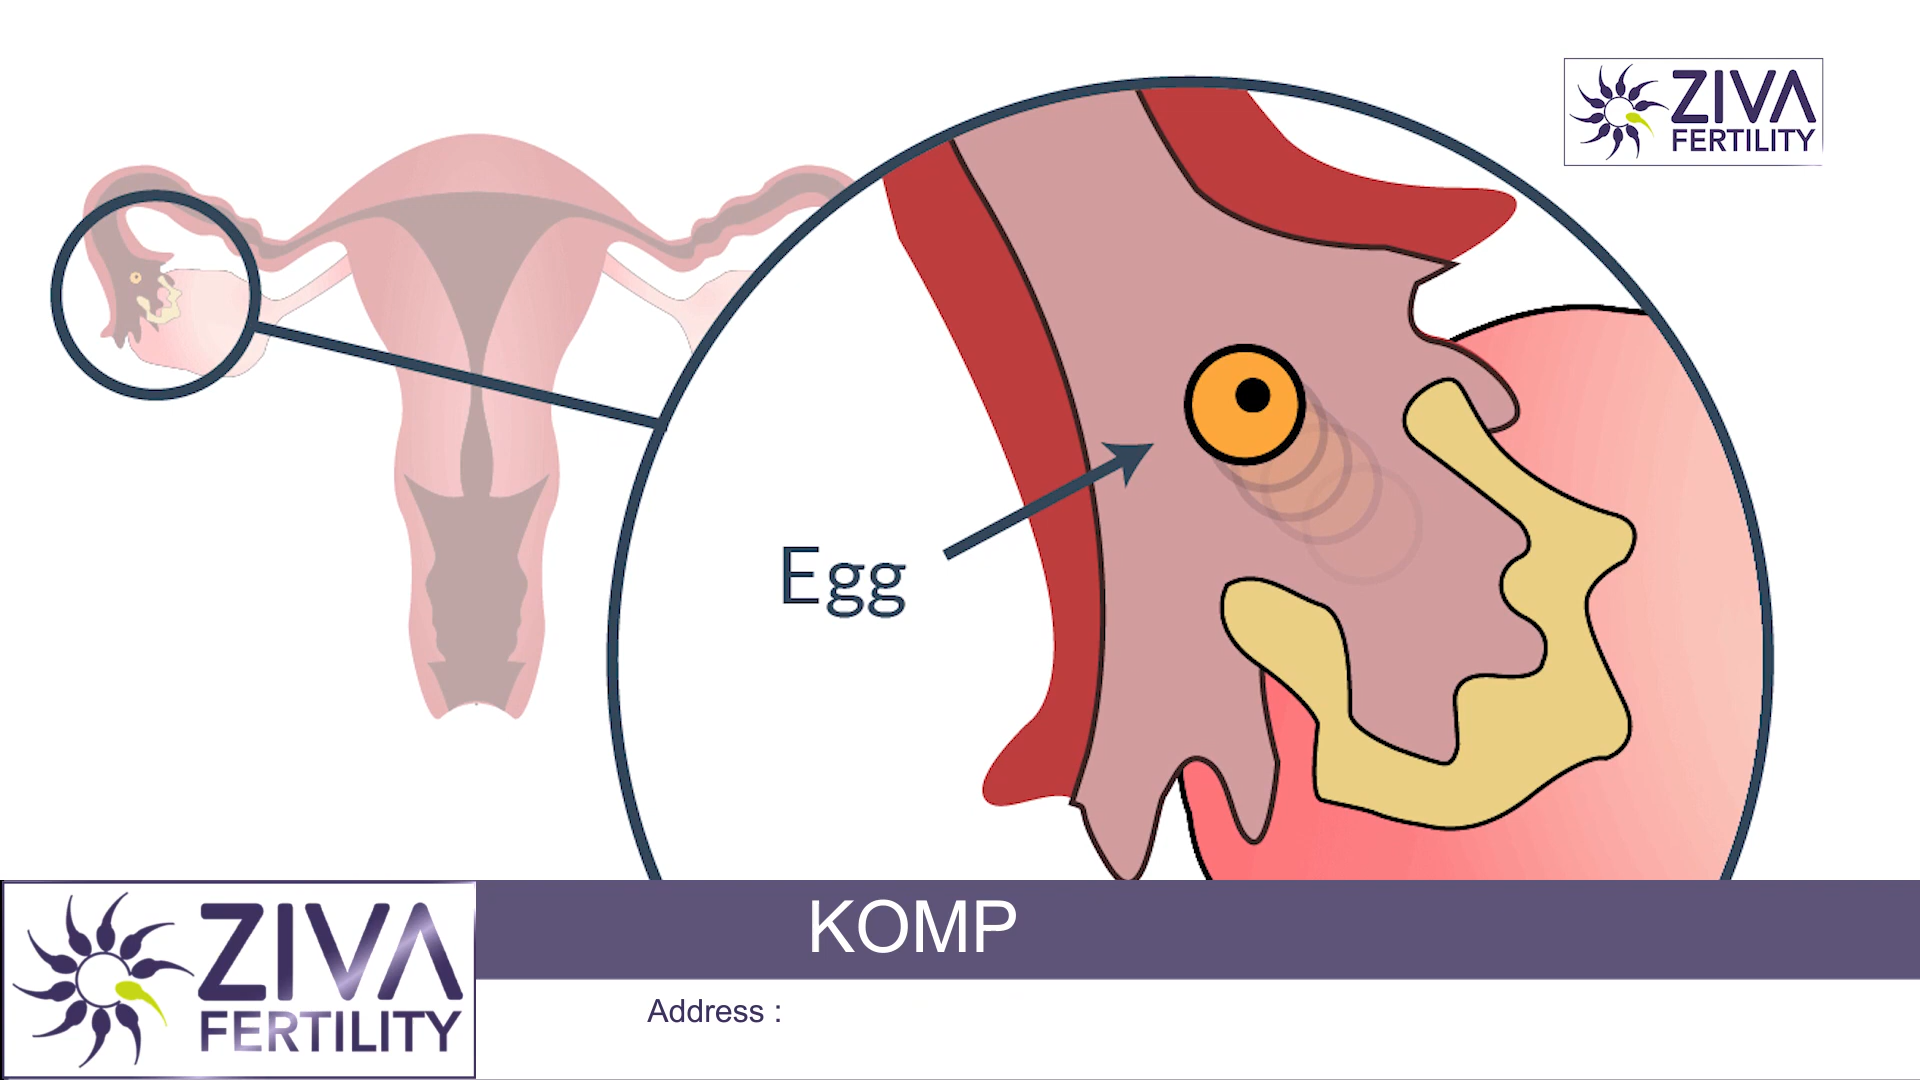 ZIVA
FERTILITY
Egg
KOMP
ZIVA
FERTILITY
Address :